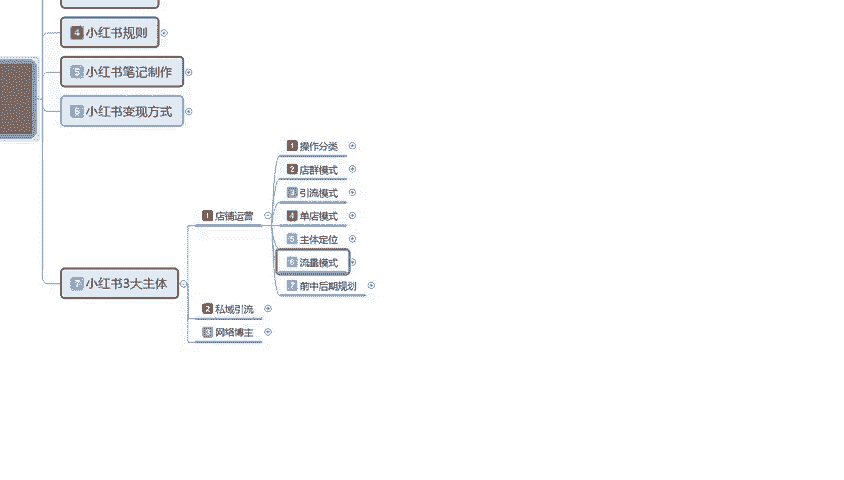 4 小红书规则
5 小红书笔记制作
6 小红书变现方式
7 小红书3大主体
1 店铺运营
1 操作分类
2 店群模式
3 引流模式
4 单店模式
5 主体定位
6 流量模式
7 前中后期规划
2 私域引流
3 网络博主